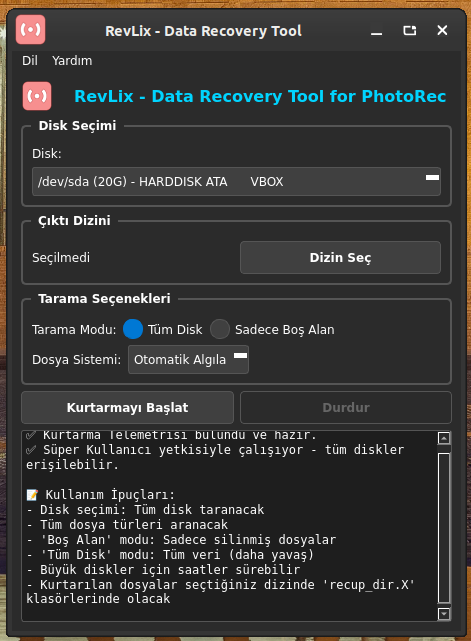 RevLix - Data Recovery Tool
Dil Yardım
RevLix - Data Recovery Tool for PhotoRec
Disk Seçimi
Disk:
/dev/sda (20G) - HARDDISK ATA VBOX
Çıktı Dizini
Seçilmedi
Dizin Seç
Tarama Seçenekleri
Tarama Modu: Tüm Disk Sadece Boş Alan
Dosya Sistemi: Otomatik Algıla
Kurtarmayı Başlat Durdur
✅ Kurtarma Telemetrisi bulundu ve hazır.
✅ Süper Kullanıcı yetkisiyle çalışıyor - tüm diskler
erişilebilir.
📝 Kullanım İpuçları:
- Disk seçimi: Tüm disk taranacak
- Tüm dosya türleri aranacak
- 'Boş Alan' modu: Sadece silinmiş dosyalar
- 'Tüm Disk' modu: Tüm veri (daha yavaş)
- Büyük diskler için saatler sürebilir
- Kurtarılan dosyalar seçtiğiniz dizinde 'recup_dir.X'
klasörlerinde olacak